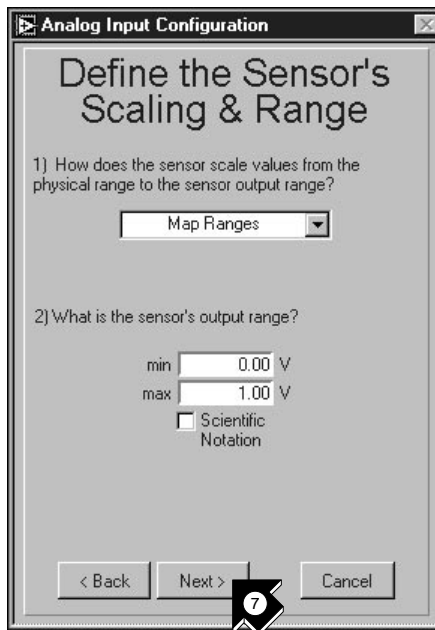 Analog Input Configuration
Define the Sensor's
Scaling & Range
1) How does the sensor scale values from the
physical range to the sensor output range?
Map Ranges
2) What is the sensor's output range?
min 0.00 V
max 1.00 V
Scientific
Notation
< Back Next > Cancel
7